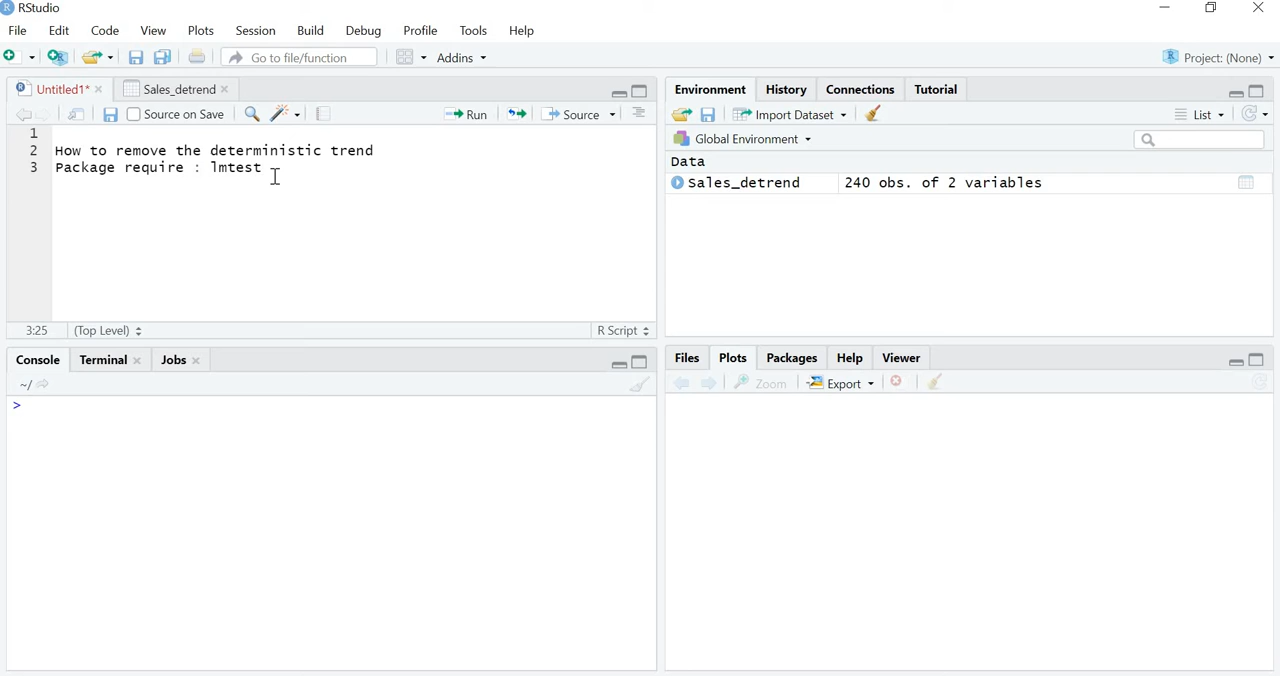 RStudio
File Edit Code View Plots Session Build Debug Profile Tools Help
Go to file/function Addins Project: (None)
Untitled1* Sales_detrend
Source on Save Run Source
1
2 How to remove the deterministic trend
3 Package require : lmtest
3:25 (Top Level) R Script
Console Terminal Jobs
~/
>
Environment History Connections Tutorial
Import Dataset List
Global Environment
Data
Sales_detrend 240 obs. of 2 variables
Files Plots Packages Help Viewer
Zoom Export